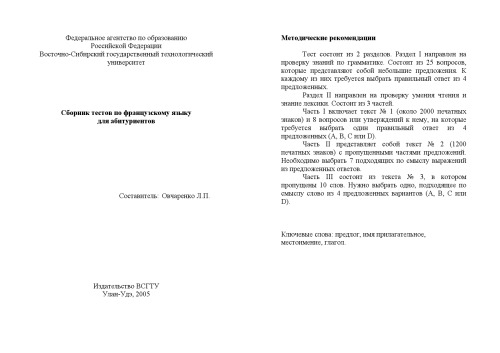 Федеральное агентство по образованию
Российской Федерации
Восточно-Сибирский государственный технологический
университет
Сборник тестов по французскому языку
для абитуриентов
Составитель Овчаренко Л.П.
Издательство ВСГТУ
Улан-Удэ, 2005
Методические рекомендации
Тест состоит из 2 разделов. Раздел I направлен на
проверку знаний по грамматике. Состоит из 25 вопросов,
которые представляют собой небольшие предложения. К
каждому из них требуется выбрать правильный ответ из 4
предложенных.
Раздел II направлен на проверку умения чтения и
знание лексики. Состоит из 3 частей.
Часть I включает текст № 1 (около 2000 печатных
знаков) и 8 вопросов или утверждений к нему, на которые
требуется выбрать один правильный ответ из 4
предложенных (A, B, C или D).
Часть II представляет собой текст № 2 (1200
печатных знаков) с пропущенными частями предложений.
Необходимо выбрать 7 подходящих по смыслу выражений
из предложенных ответов.
Часть III состоит из текста № 3, в котором
пропущены 10 слов. Нужно выбрать одно, подходящее по
смыслу слово из 4 предложенных вариантов (A, B, C или
D).
Ключевые слова: предлог, имя прилагательное,
местоимение, глагол.